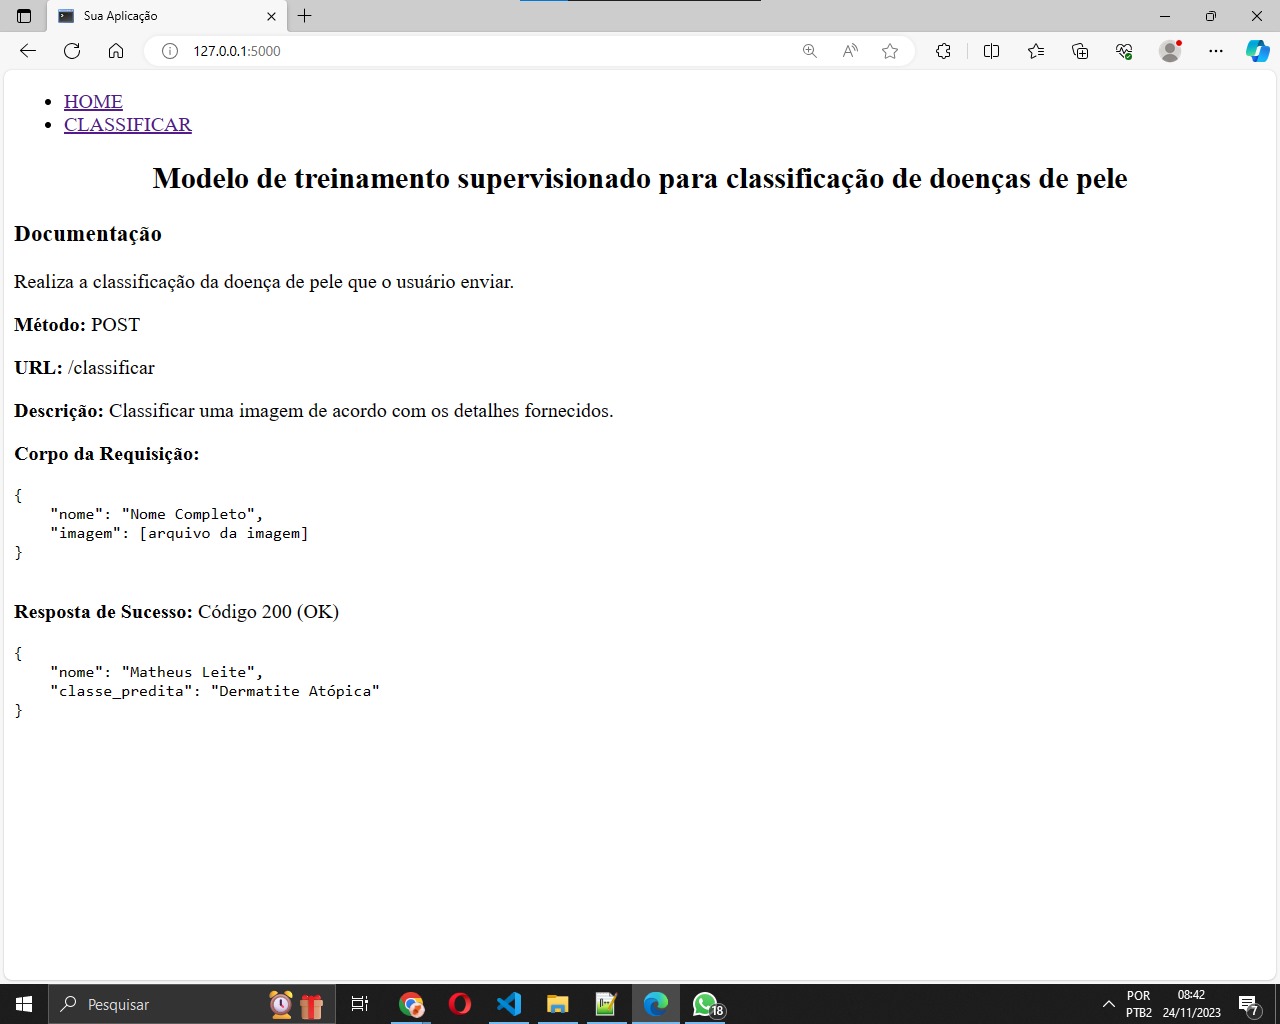 Sua Aplicação
127.0.0.1:5000
HOME
CLASSIFICAR
Modelo de treinamento supervisionado para classificação de doenças de pele
Documentação
Realiza a classificação da doença de pele que o usuário enviar.
Método: POST
URL: /classificar
Descrição: Classificar uma imagem de acordo com os detalhes fornecidos.
Corpo da Requisição:
{
    "nome": "Nome Completo",
    "imagem": [arquivo da imagem]
}
Resposta de Sucesso: Código 200 (OK)
{
    "nome": "Matheus Leite",
    "classe_predita": "Dermatite Atópica"
}
Pesquisar
18
POR
PTB2
08:42
24/11/2023
7